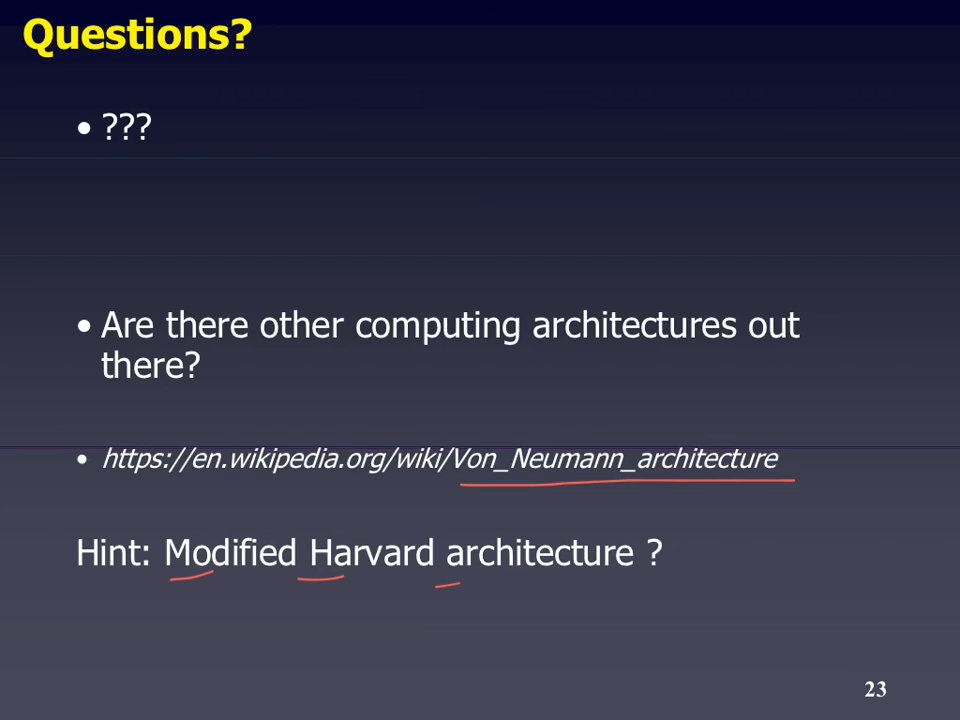 Questions?
• ???
• Are there other computing architectures out
there?
• https://en.wikipedia.org/wiki/Von_Neumann_architecture
Hint: Modified Harvard architecture ?
23